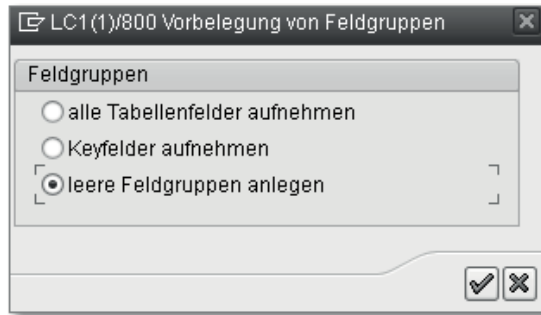 LC1(1)/800 Vorbelegung von Feldgruppen
Feldgruppen
alle Tabellenfelder aufnehmen
Keyfelder aufnehmen
leere Feldgruppen anlegen